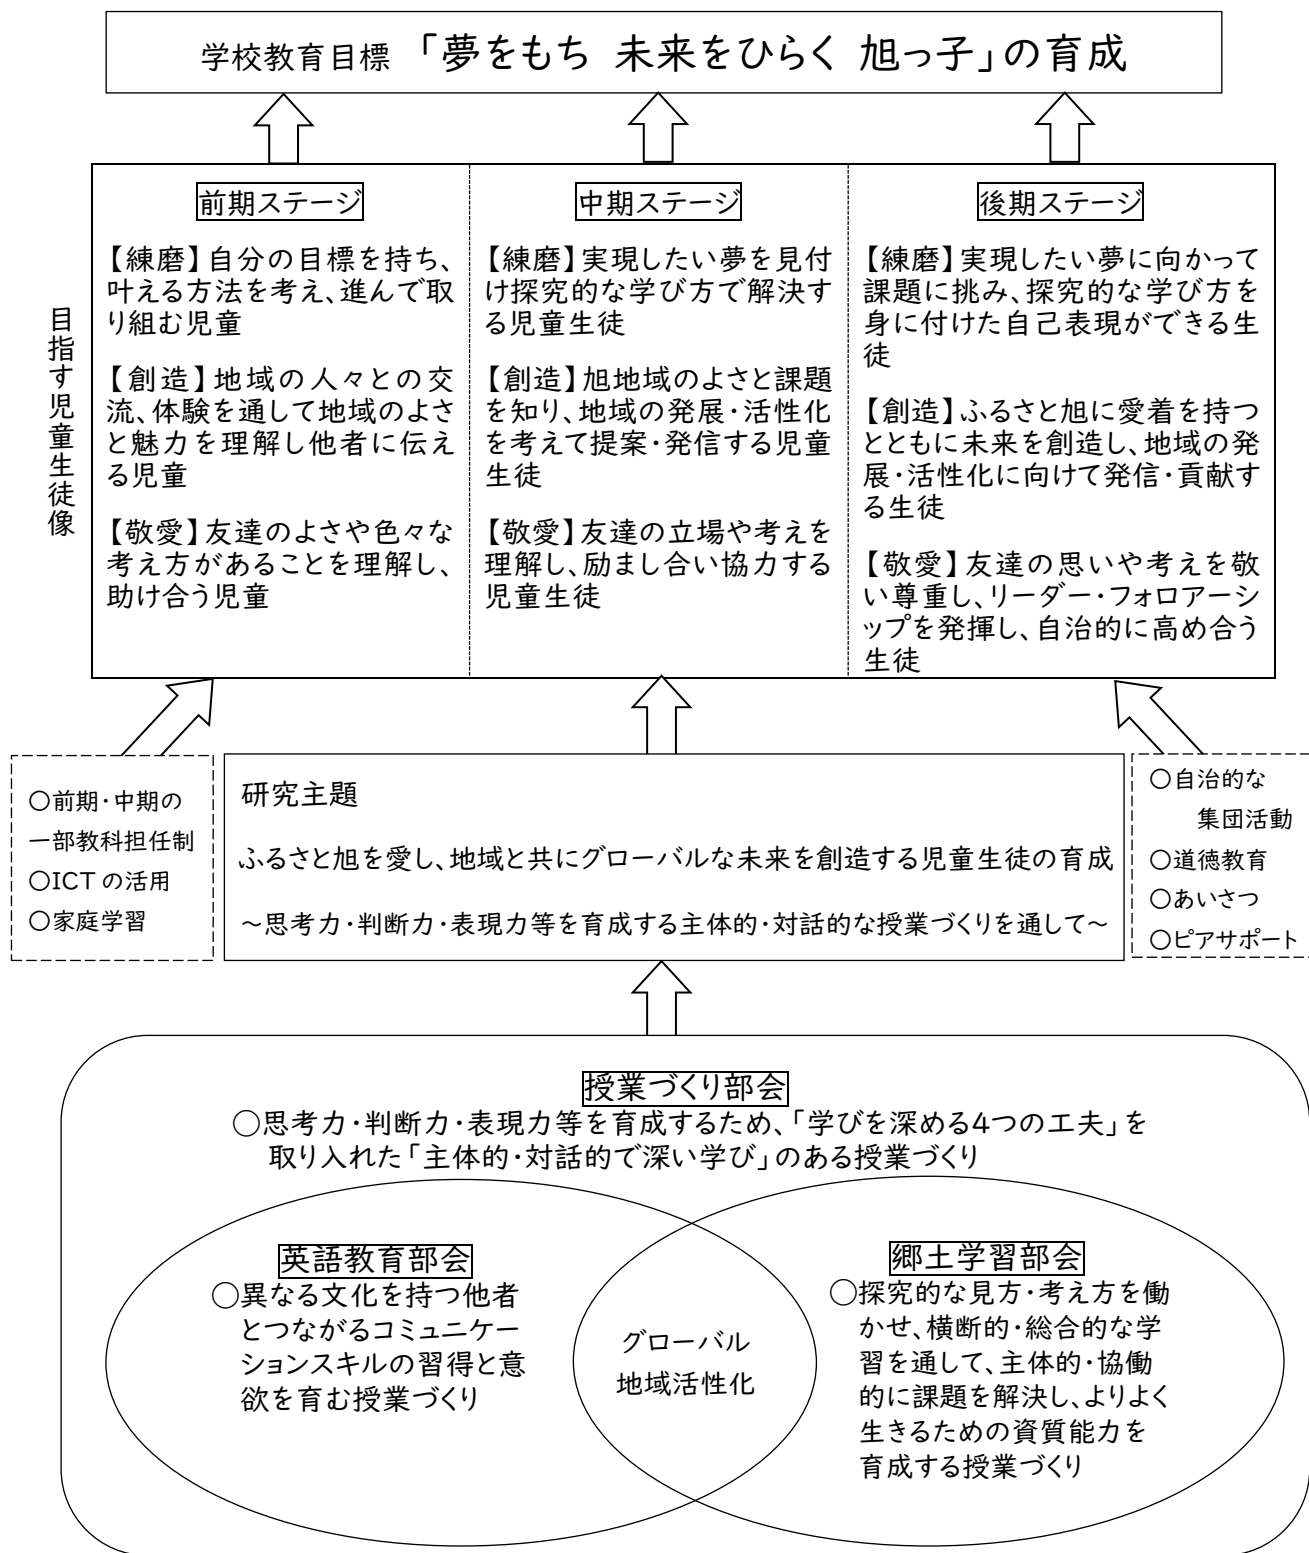 学校教育目標 「夢をもち 未来をひらく 旭っ子」の育成
目指す児童生徒像
前期ステージ
【練磨】自分の目標を持ち、
叶える方法を考え、進んで取
り組む児童
【創造】地域の人々との交
流、体験を通して地域のよさ
と魅力を理解し他者に伝え
る児童
【敬愛】友達のよさや色々な
考え方があることを理解し、
助け合う児童
中期ステージ
【練磨】実現したい夢を見付
け探究的な学び方で解決す
る児童生徒
【創造】旭地域のよさと課題
を知り、地域の発展・活性化
を考えて提案・発信する児童
生徒
【敬愛】友達の立場や考えを
理解し、励まし合い協力する
児童生徒
後期ステージ
【練磨】実現したい夢に向かって
課題に挑み、探究的な学び方を
身に付けた自己表現ができる生
徒
【創造】ふるさと旭に愛着を持つ
とともに未来を創造し、地域の発
展・活性化に向けて発信・貢献す
る生徒
【敬愛】友達の思いや考えを敬
い尊重し、リーダー・フォロアーシ
ップを発揮し、自治的に高め合う
生徒
○前期・中期の
一部教科担任制
○ICTの活用
○家庭学習
研究主題
ふるさと旭を愛し、地域と共にグローバルな未来を創造する児童生徒の育成
～思考力・判断力・表現力等を育成する主体的・対話的な授業づくりを通して～
○自治的な
集団活動
○道徳教育
○あいさつ
○ピアサポート
授業づくり部会
○思考力・判断力・表現力等を育成するため、「学びを深める4つの工夫」を
取り入れた「主体的・対話的で深い学び」のある授業づくり
英語教育部会
○異なる文化を持つ他者
とつながるコミュニケー
ションスキルの習得と意
欲を育む授業づくり
グローバル
地域活性化
郷土学習部会
○探究的な見方・考え方を働
かせ、横断的・総合的な学
習を通して、主体的・協働
的に課題を解決し、よりよく
生きるための資質能力を
育成する授業づくり